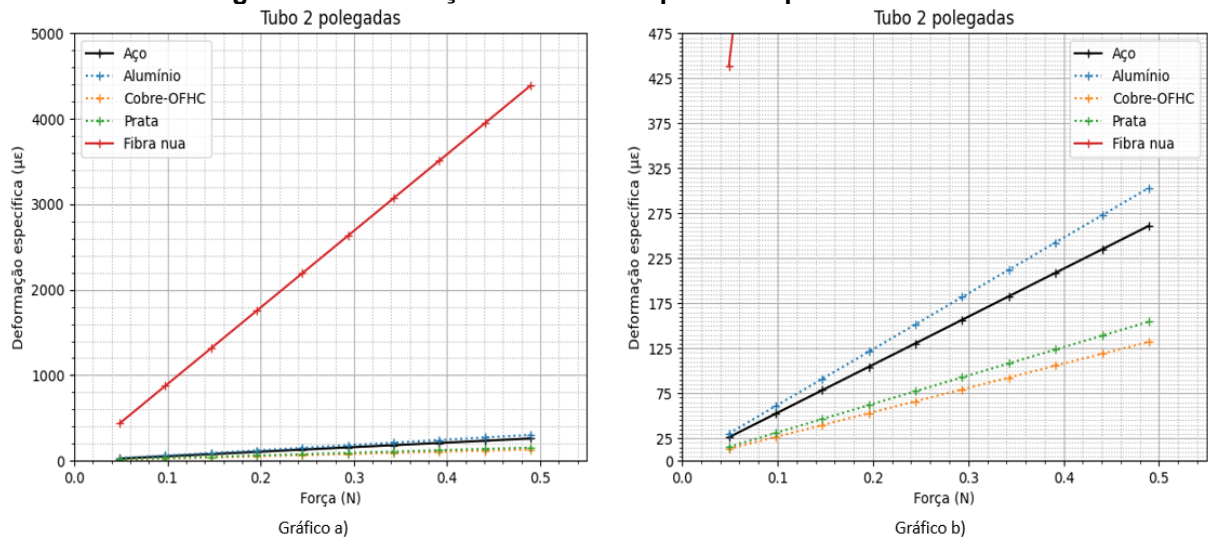 Tubo 2 polegadas
5000
4000
3000
2000
1000
0
Deformação específica (με)
Aço
Alumínio
Cobre-OFHC
Prata
Fibra nua
0.0 0.1 0.2 0.3 0.4 0.5
Força (N)
Gráfico a)
Tubo 2 polegadas
475
425
375
325
275
225
175
125
75
25
0
Deformação específica (με)
Aço
Alumínio
Cobre-OFHC
Prata
Fibra nua
0.0 0.1 0.2 0.3 0.4 0.5
Força (N)
Gráfico b)